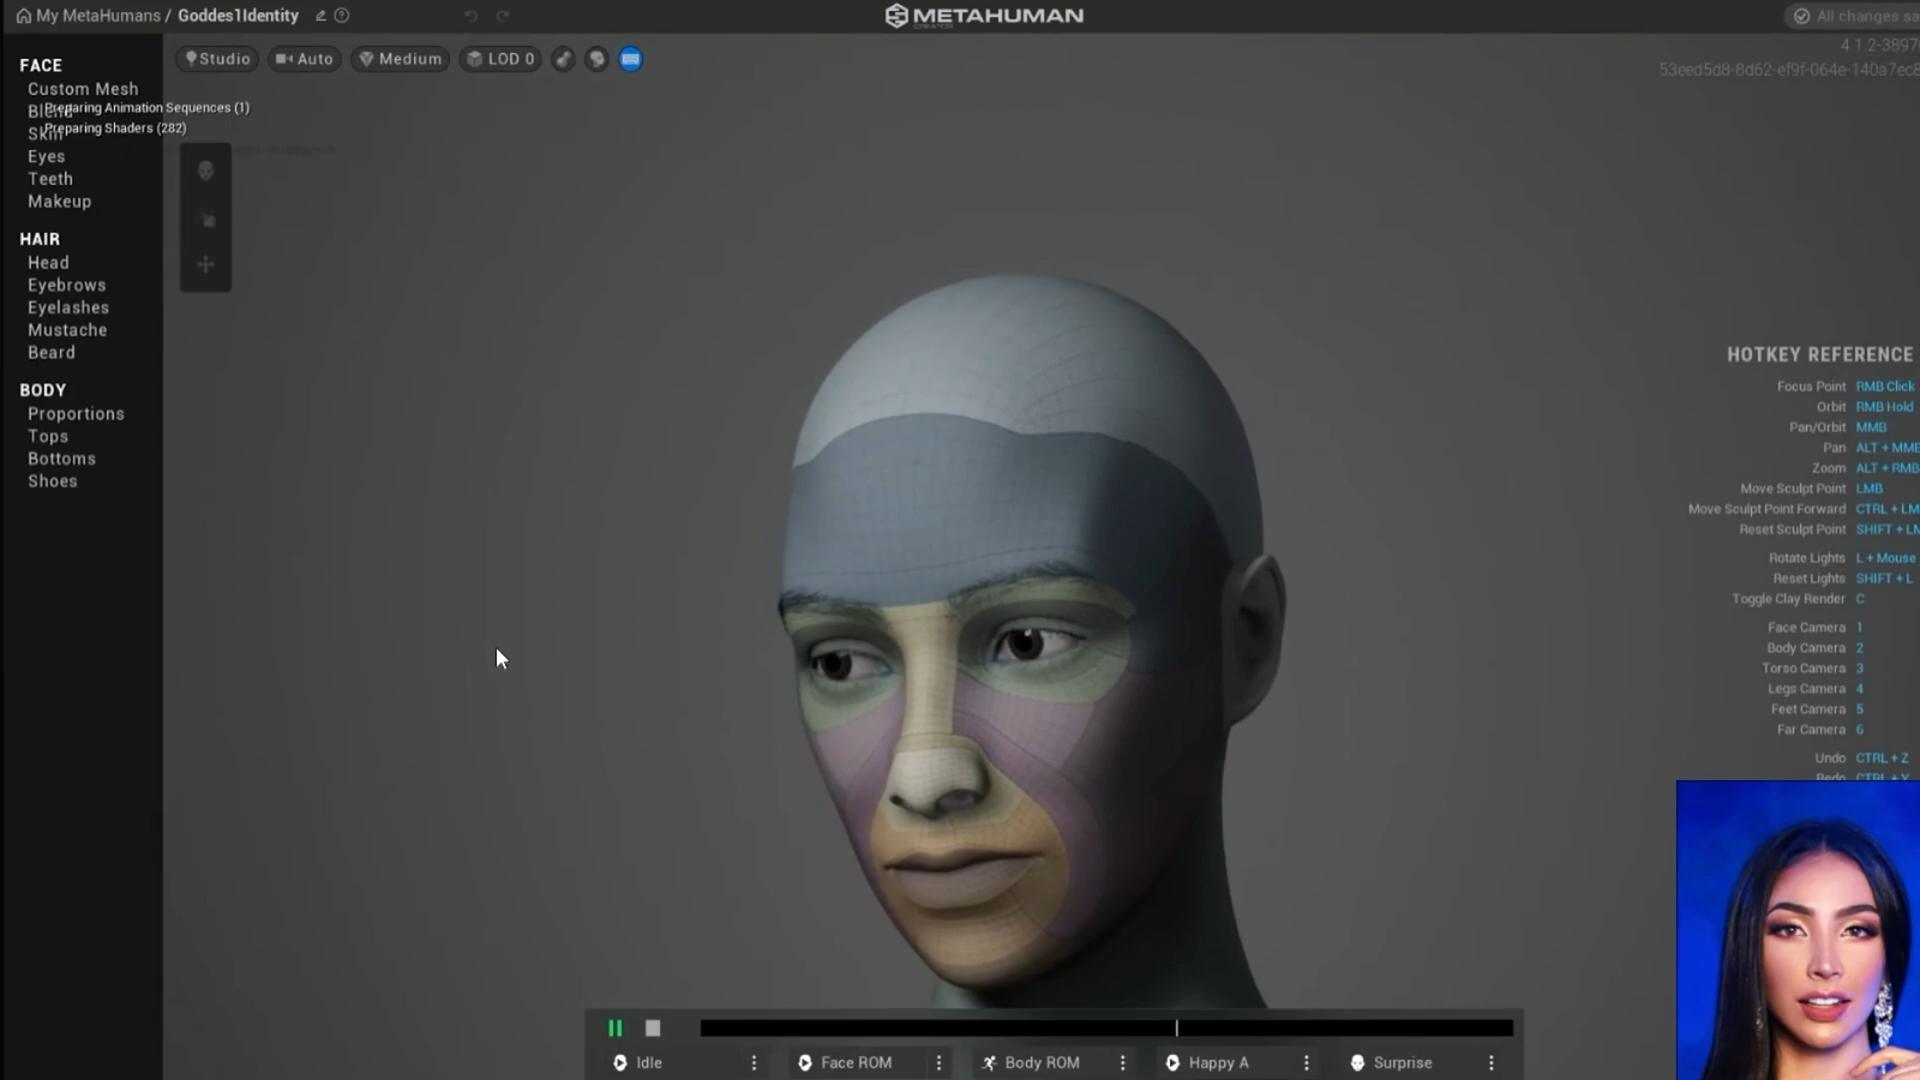 My MetaHumans / Goddes1Identity
METAHUMAN
CREATOR
All changes sa
4.1.2-3897
53eed5d8-8d62-ef9f-064e-140a7ec8
Studio
Auto
Medium
LOD 0
FACE
Custom Mesh
Blend
Preparing Animation Sequences (1)
Skin
Preparing Shaders (282)
Eyes
Teeth
Makeup
HAIR
Head
Eyebrows
Eyelashes
Mustache
Beard
BODY
Proportions
Tops
Bottoms
Shoes
HOTKEY REFERENCE
Focus Point RMB Click
Orbit RMB Hold
Pan/Orbit MMB
Pan ALT + MMB
Zoom ALT + RMB
Move Sculpt Point LMB
Move Sculpt Point Forward CTRL + LM
Reset Sculpt Point SHIFT + LM
Rotate Lights L + Mouse
Reset Lights SHIFT + L
Toggle Clay Render C
Face Camera 1
Body Camera 2
Torso Camera 3
Legs Camera 4
Feet Camera 5
Far Camera 6
Undo CTRL + Z
Redo CTRL + Y
Idle
Face ROM
Body ROM
Happy A
Surprise